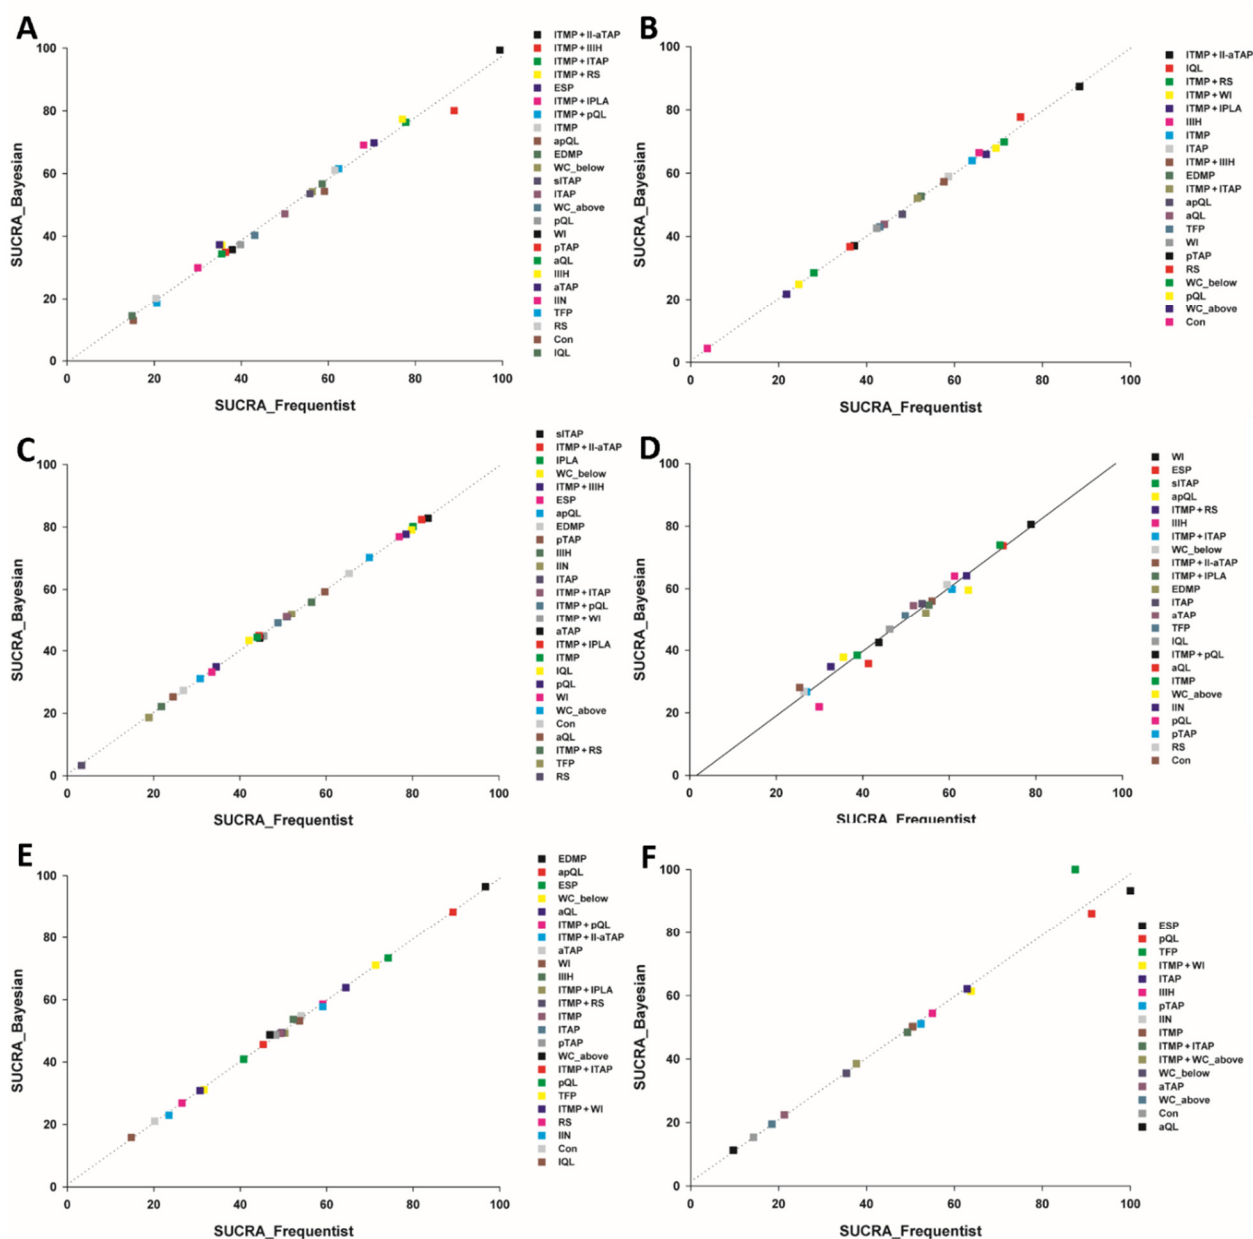 A
SUCRA_Bayesian
100
80
60
40
20
0
0 20 40 60 80 100
SUCRA_Frequentist
ITMP+II-aTAP
ITMP+IIIH
ITMP+ITAP
ITMP+RS
ESP
ITMP+IPLA
ITMP+pQL
ITMP
apQL
EDMP
WC_below
sITAP
ITAP
WC_above
pQL
WI
pTAP
aQL
IIIH
aTAP
IIN
TFP
RS
Con
IQL
B
SUCRA_Bayesian
100
80
60
40
20
0
0 20 40 60 80 100
SUCRA_Frequentist
ITMP+II-aTAP
IQL
ITMP+RS
ITMP+WI
ITMP+IPLA
IIIH
ITMP
ITAP
ITMP+IIIH
EDMP
ITMP+ITAP
apQL
aQL
TFP
WI
pTAP
RS
WC_below
pQL
WC_above
Con
C
SUCRA_Bayesian
100
80
60
40
20
0
0 20 40 60 80 100
SUCRA_Frequentist
sITAP
ITMP+II-aTAP
IPLA
WC_below
ITMP+IIIH
ESP
apQL
EDMP
pTAP
IIIH
IIN
ITAP
ITMP+ITAP
ITMP+pQL
ITMP+WI
aTAP
ITMP+IPLA
ITMP
IQL
pQL
WI
WC_above
Con
aQL
ITMP+RS
TFP
RS
D
SUCRA_Bayesian
100
80
60
40
20
0
0 20 40 60 80 100
SUCRA_Frequentist
WI
ESP
sITAP
apQL
ITMP+RS
IIIH
ITMP+ITAP
WC_below
ITMP+II-aTAP
ITMP+IPLA
EDMP
ITAP
aTAP
TFP
IQL
ITMP+pQL
aQL
ITMP
WC_above
IIN
pQL
pTAP
RS
Con
E
SUCRA_Bayesian
100
80
60
40
20
0
0 20 40 60 80 100
SUCRA_Frequentist
EDMP
apQL
ESP
WC_below
aQL
ITMP+pQL
ITMP+II-aTAP
aTAP
WI
IIIH
ITMP+IPLA
ITMP+RS
ITMP
ITAP
pTAP
WC_above
ITMP+ITAP
pQL
TFP
ITMP+WI
RS
IIN
Con
IQL
F
SUCRA_Bayesian
100
80
60
40
20
0
0 20 40 60 80 100
SUCRA_Frequentist
ESP
pQL
TFP
ITMP+WI
ITAP
IIIH
pTAP
IIN
ITMP
ITMP+ITAP
ITMP+WC_above
WC_below
aTAP
WC_above
Con
aQL